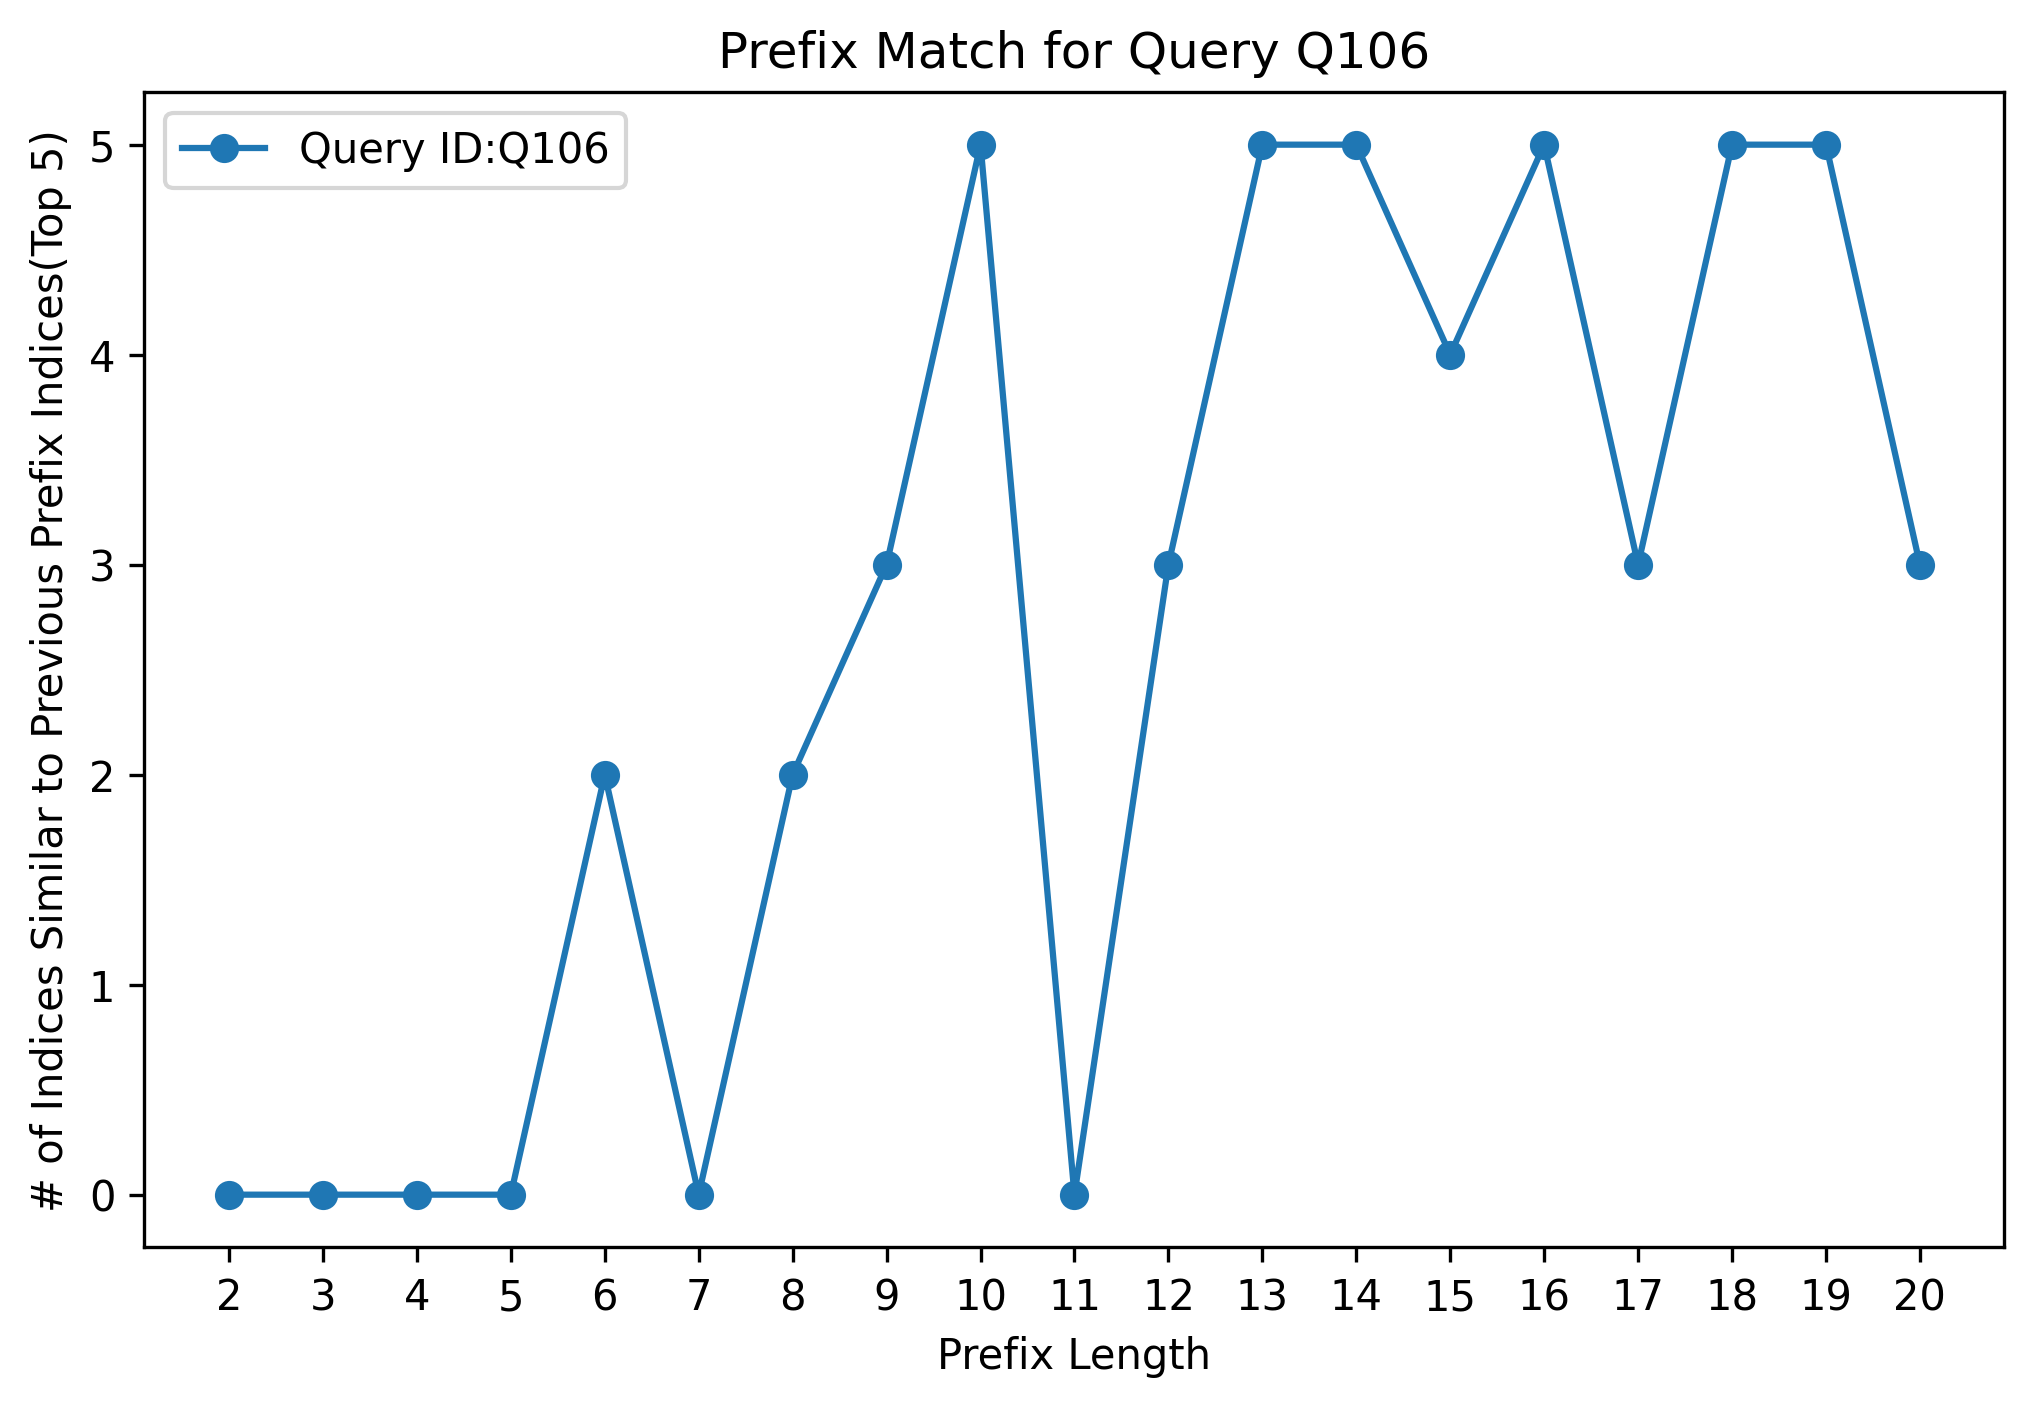 Prefix Match for Query Q106
Query ID:Q106
# of Indices Similar to Previous Prefix Indices(Top 5)
5
4
3
2
1
0
2 3 4 5 6 7 8 9 10 11 12 13 14 15 16 17 18 19 20
Prefix Length